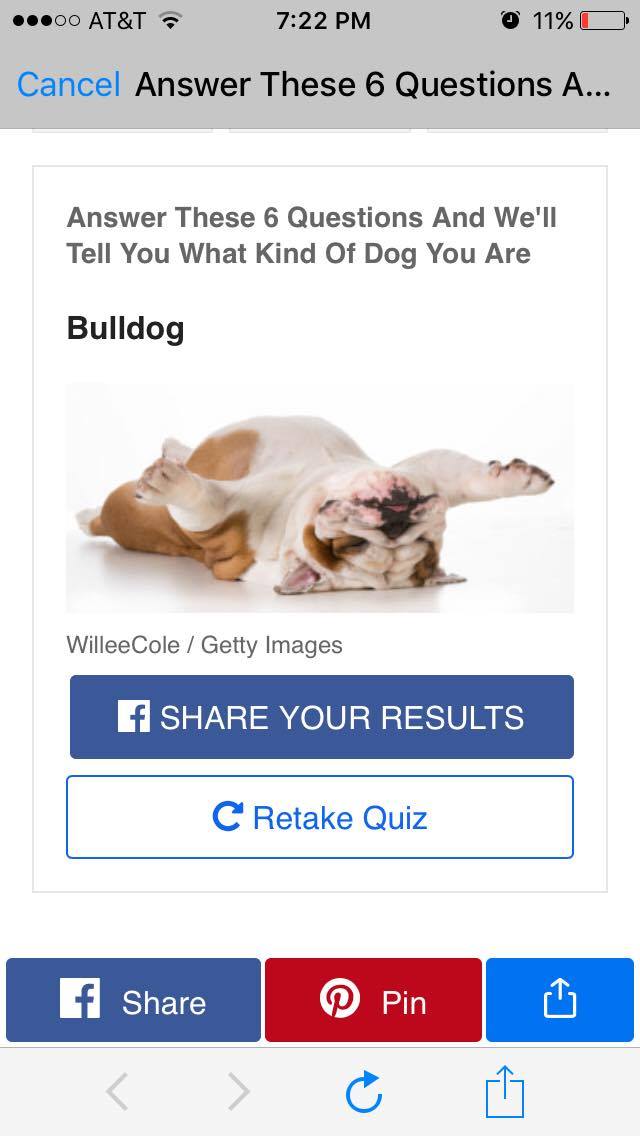 AT&T 7:22 PM 11%
Cancel Answer These 6 Questions A...
Answer These 6 Questions And We'll
Tell You What Kind Of Dog You Are
Bulldog
WilleeCole / Getty Images
SHARE YOUR RESULTS
Retake Quiz
Share Pin